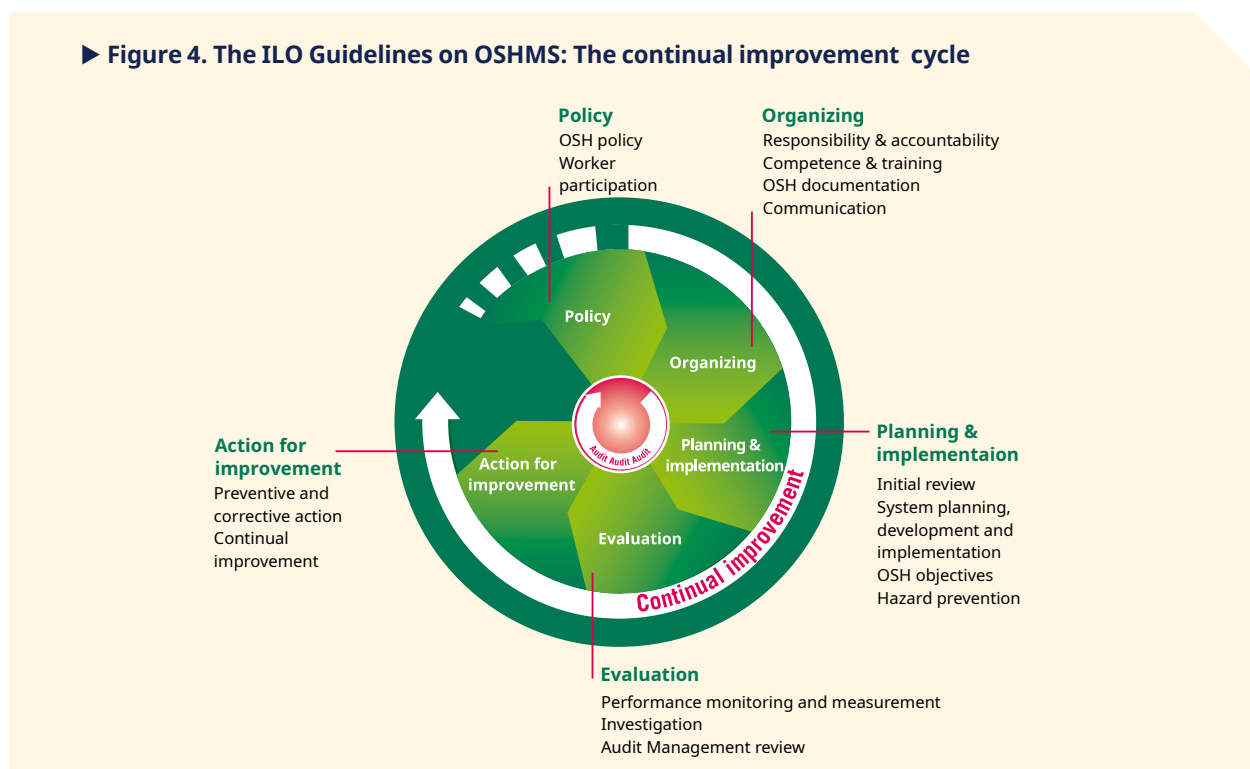 ▶ Figure 4. The ILO Guidelines on OSHMS: The continual improvement cycle
Policy
OSH policy
Worker
participation
Organizing
Responsibility & accountability
Competence & training
OSH documentation
Communication
Policy
Organizing
Planning &
implementation
Evaluation
Action for
improvement
Audit Audit Audit
Continual improvement
Planning &
implementaion
Initial review
System planning,
development and
implementation
OSH objectives
Hazard prevention
Action for
improvement
Preventive and
corrective action
Continual
improvement
Evaluation
Performance monitoring and measurement
Investigation
Audit Management review